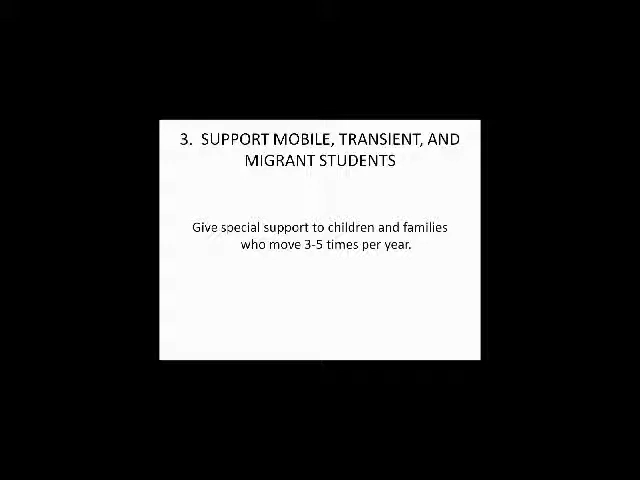 3. SUPPORT MOBILE, TRANSIENT, AND
MIGRANT STUDENTS
Give special support to children and families
who move 3-5 times per year.